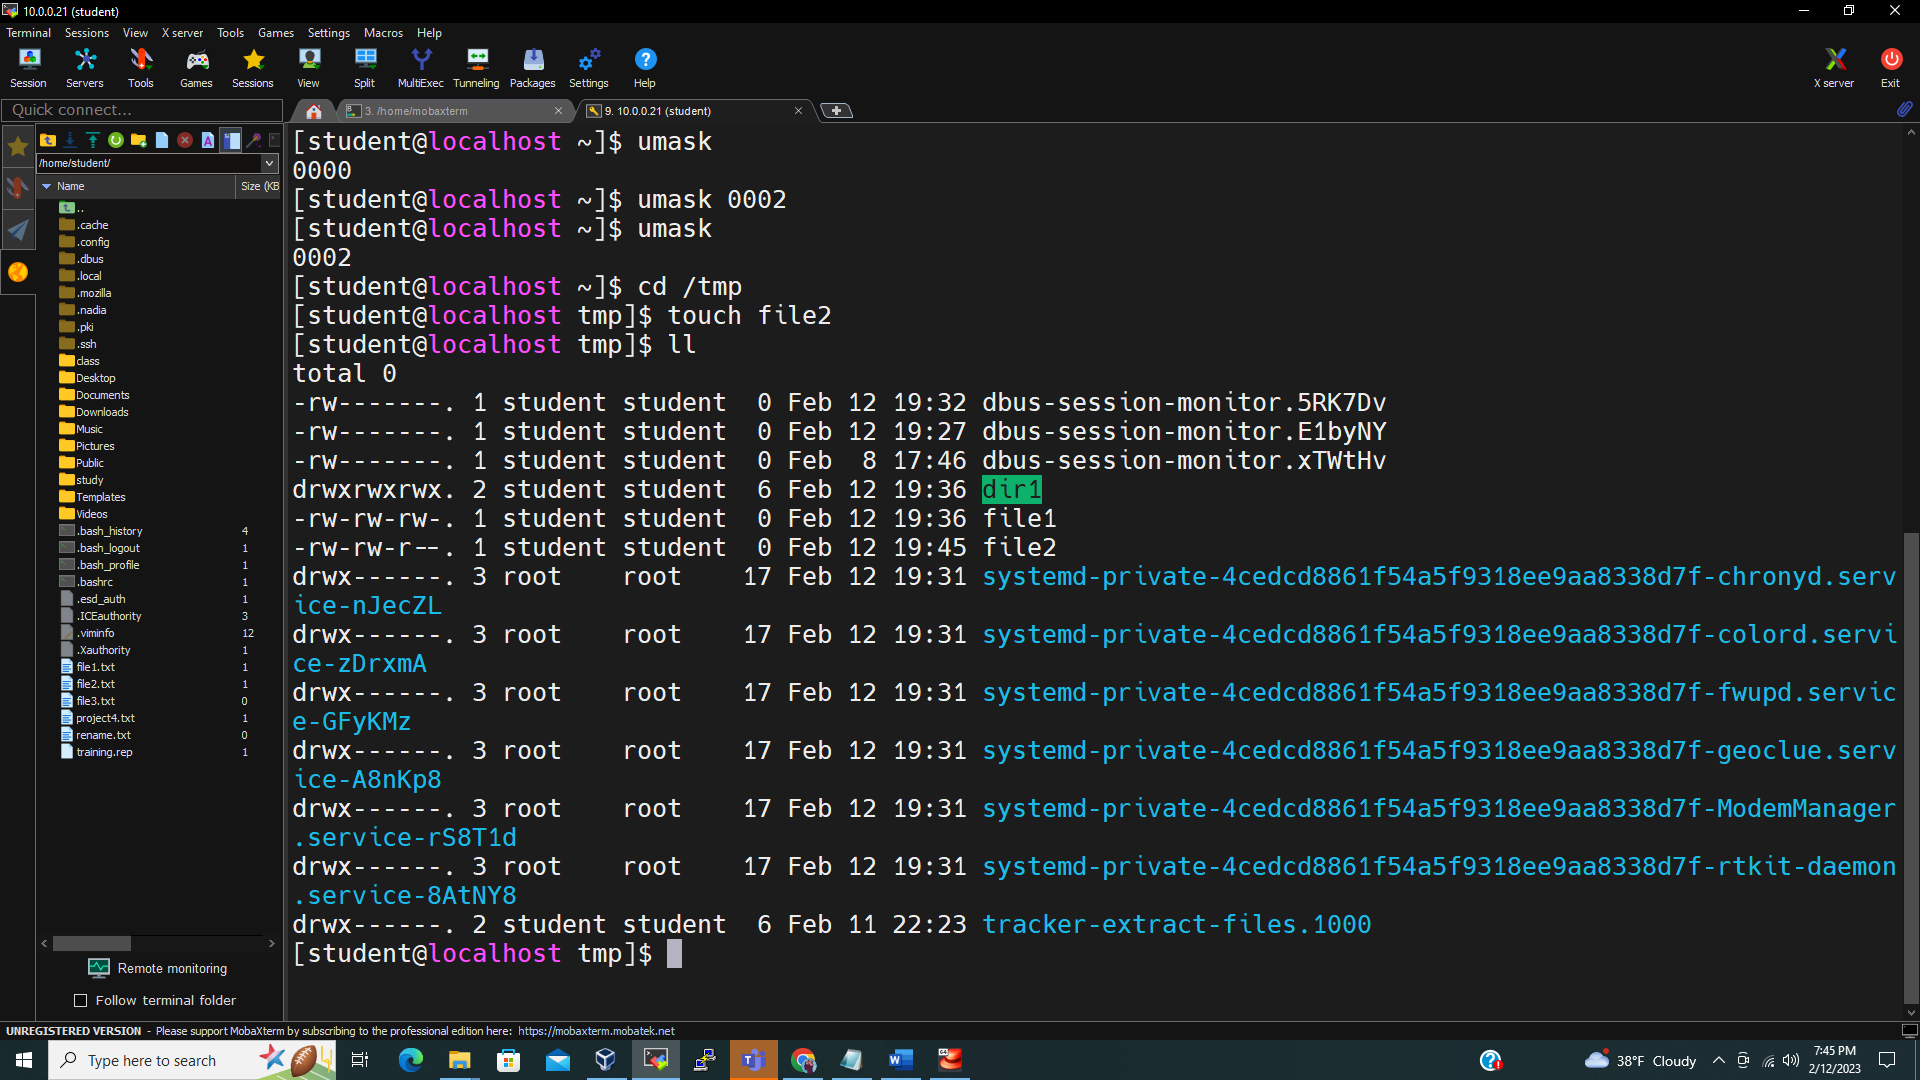 10.0.0.21 (student)
Terminal Sessions View X server Tools Games Settings Macros Help
Session Servers Tools Games Sessions View Split MultiExec Tunneling Packages Settings Help X server Exit
Quick connect...
3. /home/mobaxterm
9. 10.0.0.21 (student)
/home/student/
Name Size (KB
..
.cache
.config
.dbus
.local
.mozilla
.nadia
.pki
.ssh
class
Desktop
Documents
Downloads
Music
Pictures
Public
study
Templates
Videos
.bash_history 4
.bash_logout 1
.bash_profile 1
.bashrc 1
.esd_auth 1
.ICEauthority 3
.viminfo 12
.Xauthority 1
file1.txt 1
file2.txt 1
file3.txt 0
project4.txt 1
rename.txt 0
training.rep 1
Remote monitoring
Follow terminal folder
[student@localhost ~]$ umask
0000
[student@localhost ~]$ umask 0002
[student@localhost ~]$ umask
0002
[student@localhost ~]$ cd /tmp
[student@localhost tmp]$ touch file2
[student@localhost tmp]$ ll
total 0
-rw-------. 1 student student 0 Feb 12 19:32 dbus-session-monitor.5RK7Dv
-rw-------. 1 student student 0 Feb 12 19:27 dbus-session-monitor.E1byNY
-rw-------. 1 student student 0 Feb 8 17:46 dbus-session-monitor.xTWtHv
drwxrwxrwx. 2 student student 6 Feb 12 19:36 dir1
-rw-rw-rw-. 1 student student 0 Feb 12 19:36 file1
-rw-rw-r--. 1 student student 0 Feb 12 19:45 file2
drwx------. 3 root root 17 Feb 12 19:31 systemd-private-4cedcd8861f54a5f9318ee9aa8338d7f-chronyd.serv
ice-nJecZL
drwx------. 3 root root 17 Feb 12 19:31 systemd-private-4cedcd8861f54a5f9318ee9aa8338d7f-colord.servi
ce-zDrxmA
drwx------. 3 root root 17 Feb 12 19:31 systemd-private-4cedcd8861f54a5f9318ee9aa8338d7f-fwupd.servic
e-GFyKMz
drwx------. 3 root root 17 Feb 12 19:31 systemd-private-4cedcd8861f54a5f9318ee9aa8338d7f-geoclue.serv
ice-A8nKp8
drwx------. 3 root root 17 Feb 12 19:31 systemd-private-4cedcd8861f54a5f9318ee9aa8338d7f-ModemManager
.service-rS8T1d
drwx------. 3 root root 17 Feb 12 19:31 systemd-private-4cedcd8861f54a5f9318ee9aa8338d7f-rtkit-daemon
.service-8AtNY8
drwx------. 2 student student 6 Feb 11 22:23 tracker-extract-files.1000
[student@localhost tmp]$
UNREGISTERED VERSION - Please support MobaXterm by subscribing to the professional edition here: https://mobaxterm.mobatek.net
Type here to search
38°F Cloudy
7:45 PM
2/12/2023